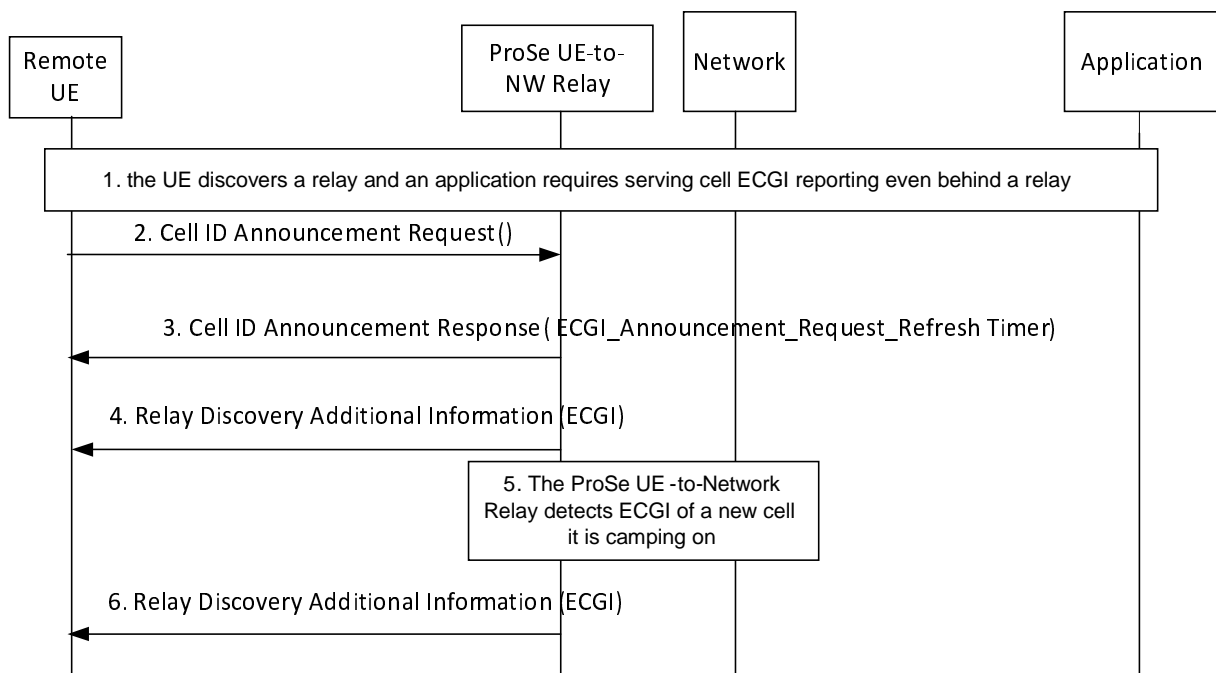 Remote
UE
ProSe UE-to-
NW Relay
Network
Application
1. the UE discovers a relay and an application requires serving cell ECGI reporting even behind a relay
2. Cell ID Announcement Request()
3. Cell ID Announcement Response( ECGI_Announcement_Request_Refresh Timer)
4. Relay Discovery Additional Information (ECGI)
5. The ProSe UE -to-Network
Relay detects ECGI of a new cell
it is camping on
6. Relay Discovery Additional Information (ECGI)